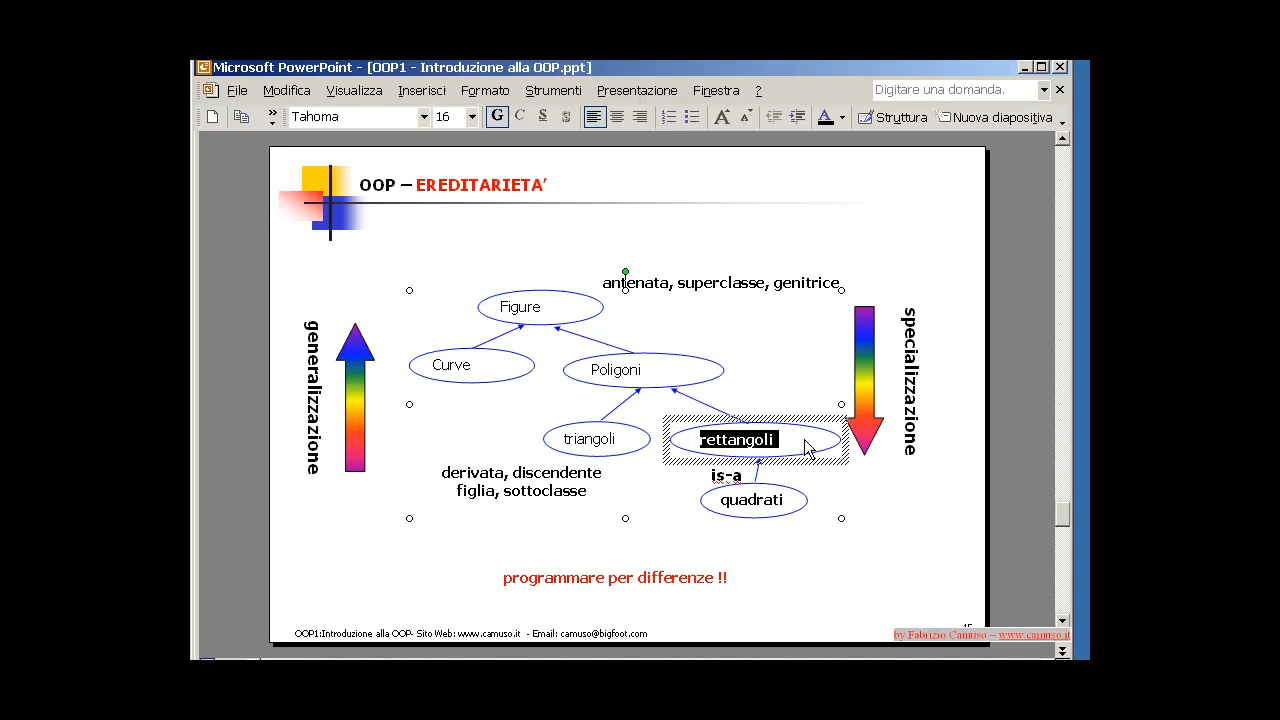 Microsoft PowerPoint - [OOP1 - Introduzione alla OOP.ppt]
File Modifica Visualizza Inserisci Formato Strumenti Presentazione Finestra ? Digitare una domanda.
Tahoma 16 G C S S A A A Struttura Nuova diapositiva
OOP – EREDITARIETA’
antenata, superclasse, genitrice
Figure
generalizzazione
specializzazione
Curve
Poligoni
triangoli
rettangoli
derivata, discendente
figlia, sottoclasse
is-a
quadrati
programmare per differenze !!
OOP1:Introduzione alla OOP- Sito Web: www.camuso.it - Email: camuso@bigfoot.com
by Fabrizio Camuso – www.camuso.it